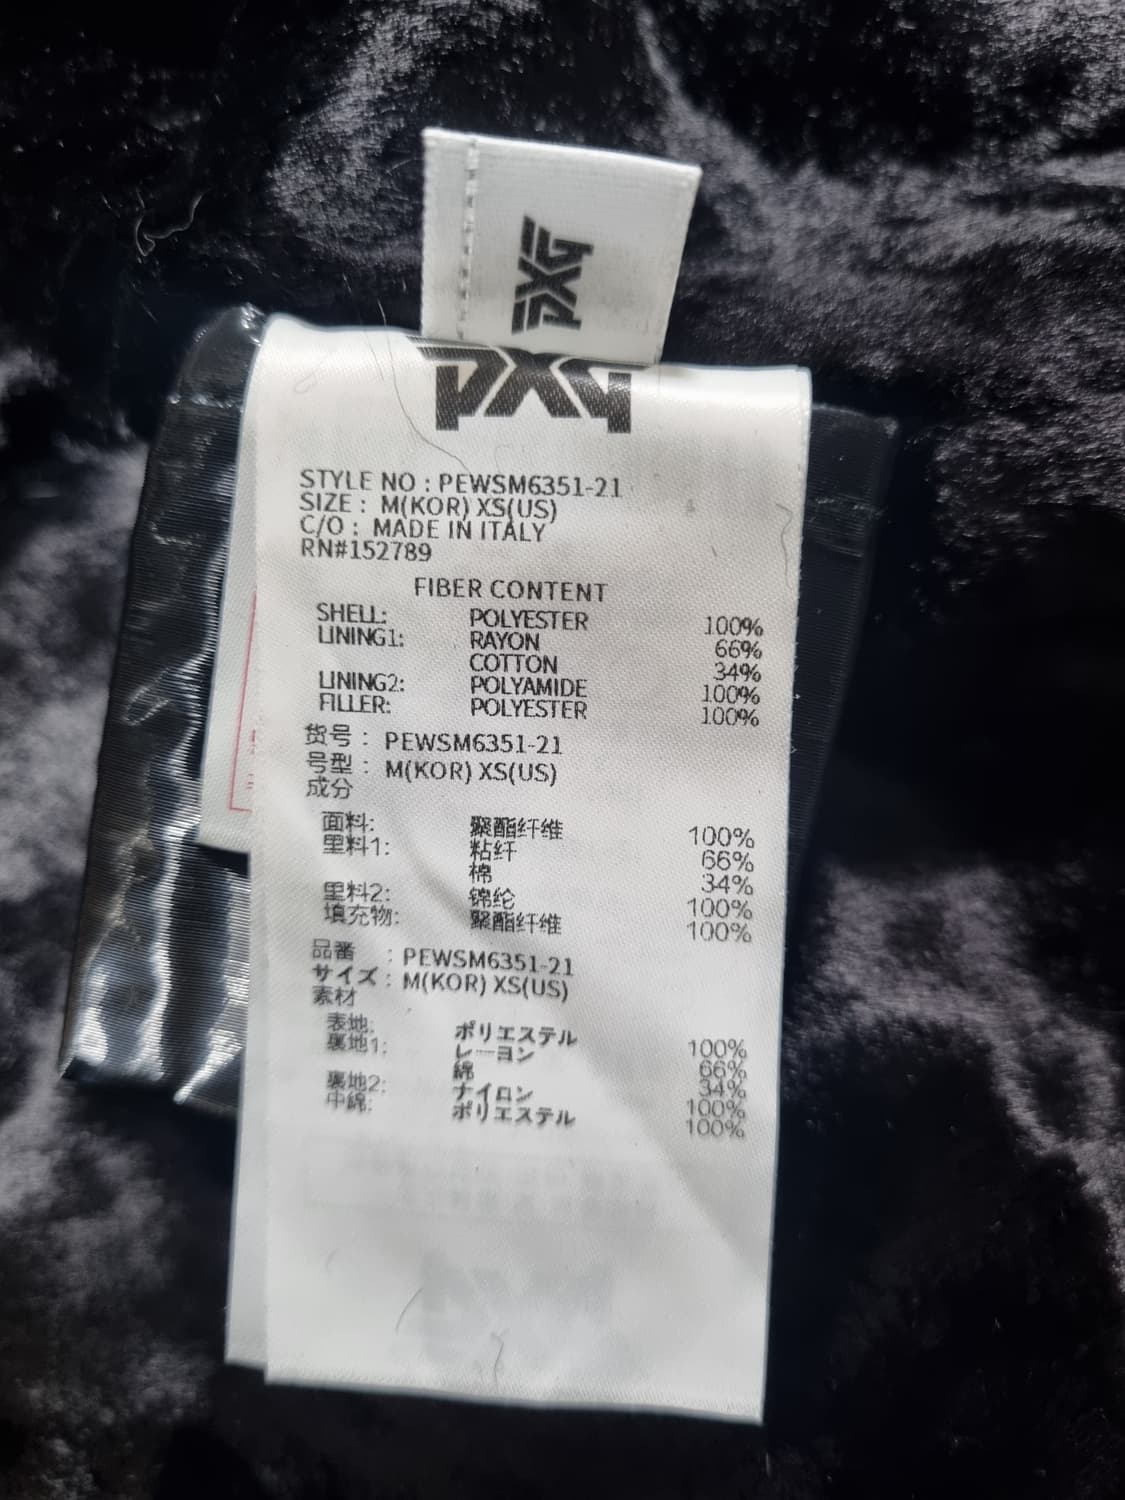 PXG
PXG
STYLE NO : PEWSM6351-21
SIZE : M(KOR) XS(US)
C/O : MADE IN ITALY
RN#152789
FIBER CONTENT
SHELL: POLYESTER 100%
LINING1: RAYON 66%
COTTON 34%
LINING2: POLYAMIDE 100%
FILLER: POLYESTER 100%
货号 : PEWSM6351-21
号型 : M(KOR) XS(US)
成分
面料: 聚酯纤维 100%
里料1: 粘纤 66%
棉 34%
里料2: 锦纶 100%
填充物: 聚酯纤维 100%
品番 : PEWSM6351-21
サイズ : M(KOR) XS(US)
素材
表地: ポリエステル 100%
裏地1: レーヨン 66%
綿 34%
裏地2: ナイロン 100%
中綿: ポリエステル 100%